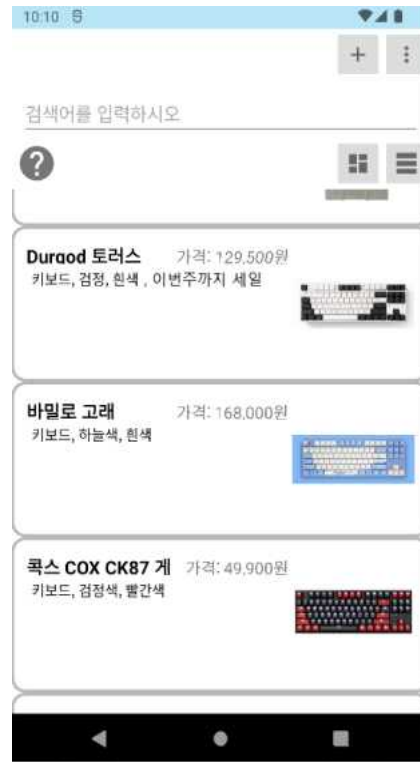 10:10
검색어를 입력하시오
Durgod 토러스 가격: 129,500원
키보드, 검정, 흰색 , 이번주까지 세일
바밀로 고래 가격: 168,000원
키보드, 하늘색, 흰색
콕스 COX CK87 게 가격: 49,900원
키보드, 검정색, 빨간색